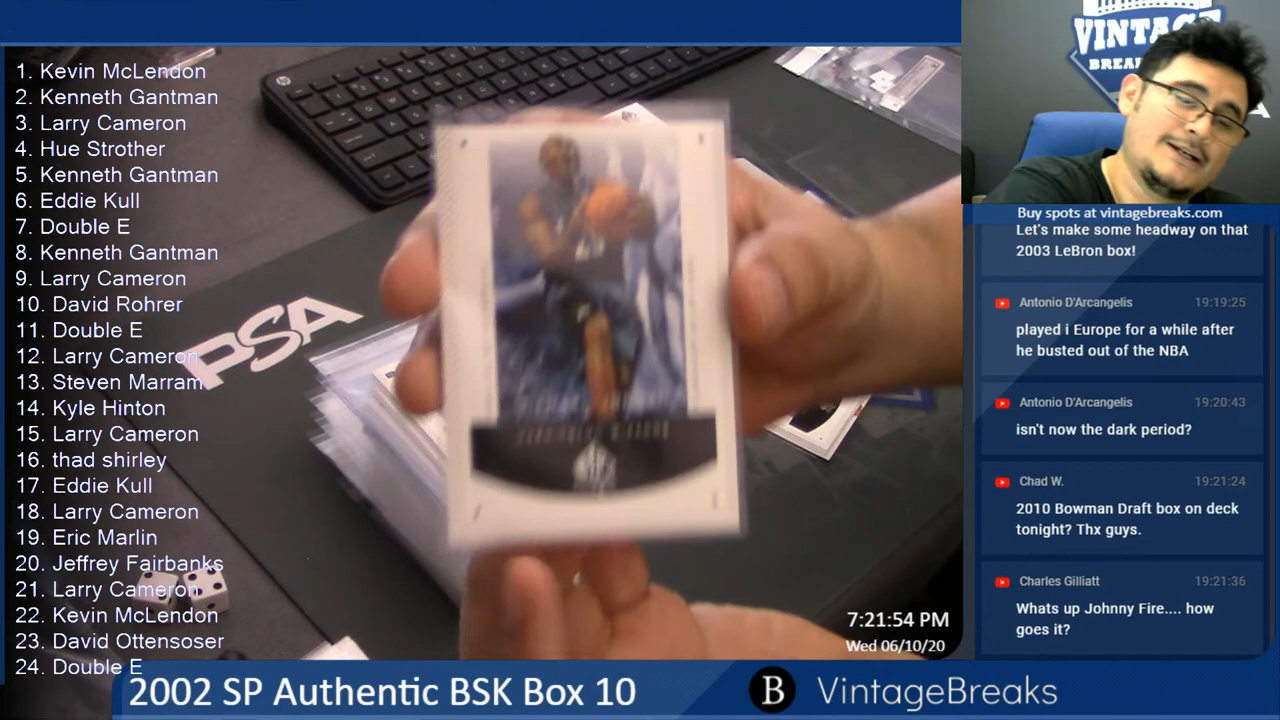 1. Kevin McLendon
2. Kenneth Gantman
3. Larry Cameron
4. Hue Strother
5. Kenneth Gantman
6. Eddie Kull
7. Double E
8. Kenneth Gantman
9. Larry Cameron
10. David Rohrer
11. Double E
12. Larry Cameron
13. Steven Marram
14. Kyle Hinton
15. Larry Cameron
16. thad shirley
17. Eddie Kull
18. Larry Cameron
19. Eric Marlin
20. Jeffrey Fairbanks
21. Larry Cameron
22. Kevin McLendon
23. David Ottensoser
24. Double E
PSA
hp
VINTAGE
BREA
Buy spots at vintagebreaks.com
Let's make some headway on that
2003 LeBron box!
Antonio D'Arcangelis 19:19:25
played i Europe for a while after
he busted out of the NBA
Antonio D'Arcangelis 19:20:43
isn't now the dark period?
Chad W. 19:21:24
2010 Bowman Draft box on deck
tonight? Thx guys.
Charles Gilliatt 19:21:36
Whats up Johnny Fire.... how
goes it?
7:21:54 PM
Wed 06/10/20
2002 SP Authentic BSK Box 10
B VintageBreaks